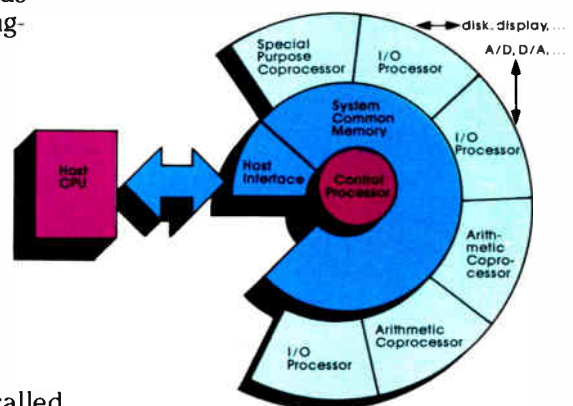 ng-
Special
Purpose
Coprocessor
I/O
Processor
disk, display, ...
A/D, D/A, ...
System
Common
Memory
I/O
Processor
Host
CPU
Host
Interface
Control
Processor
Arith-
metic
Copro-
cessor
Arithmetic
Coprocessor
I/O
Processor
called